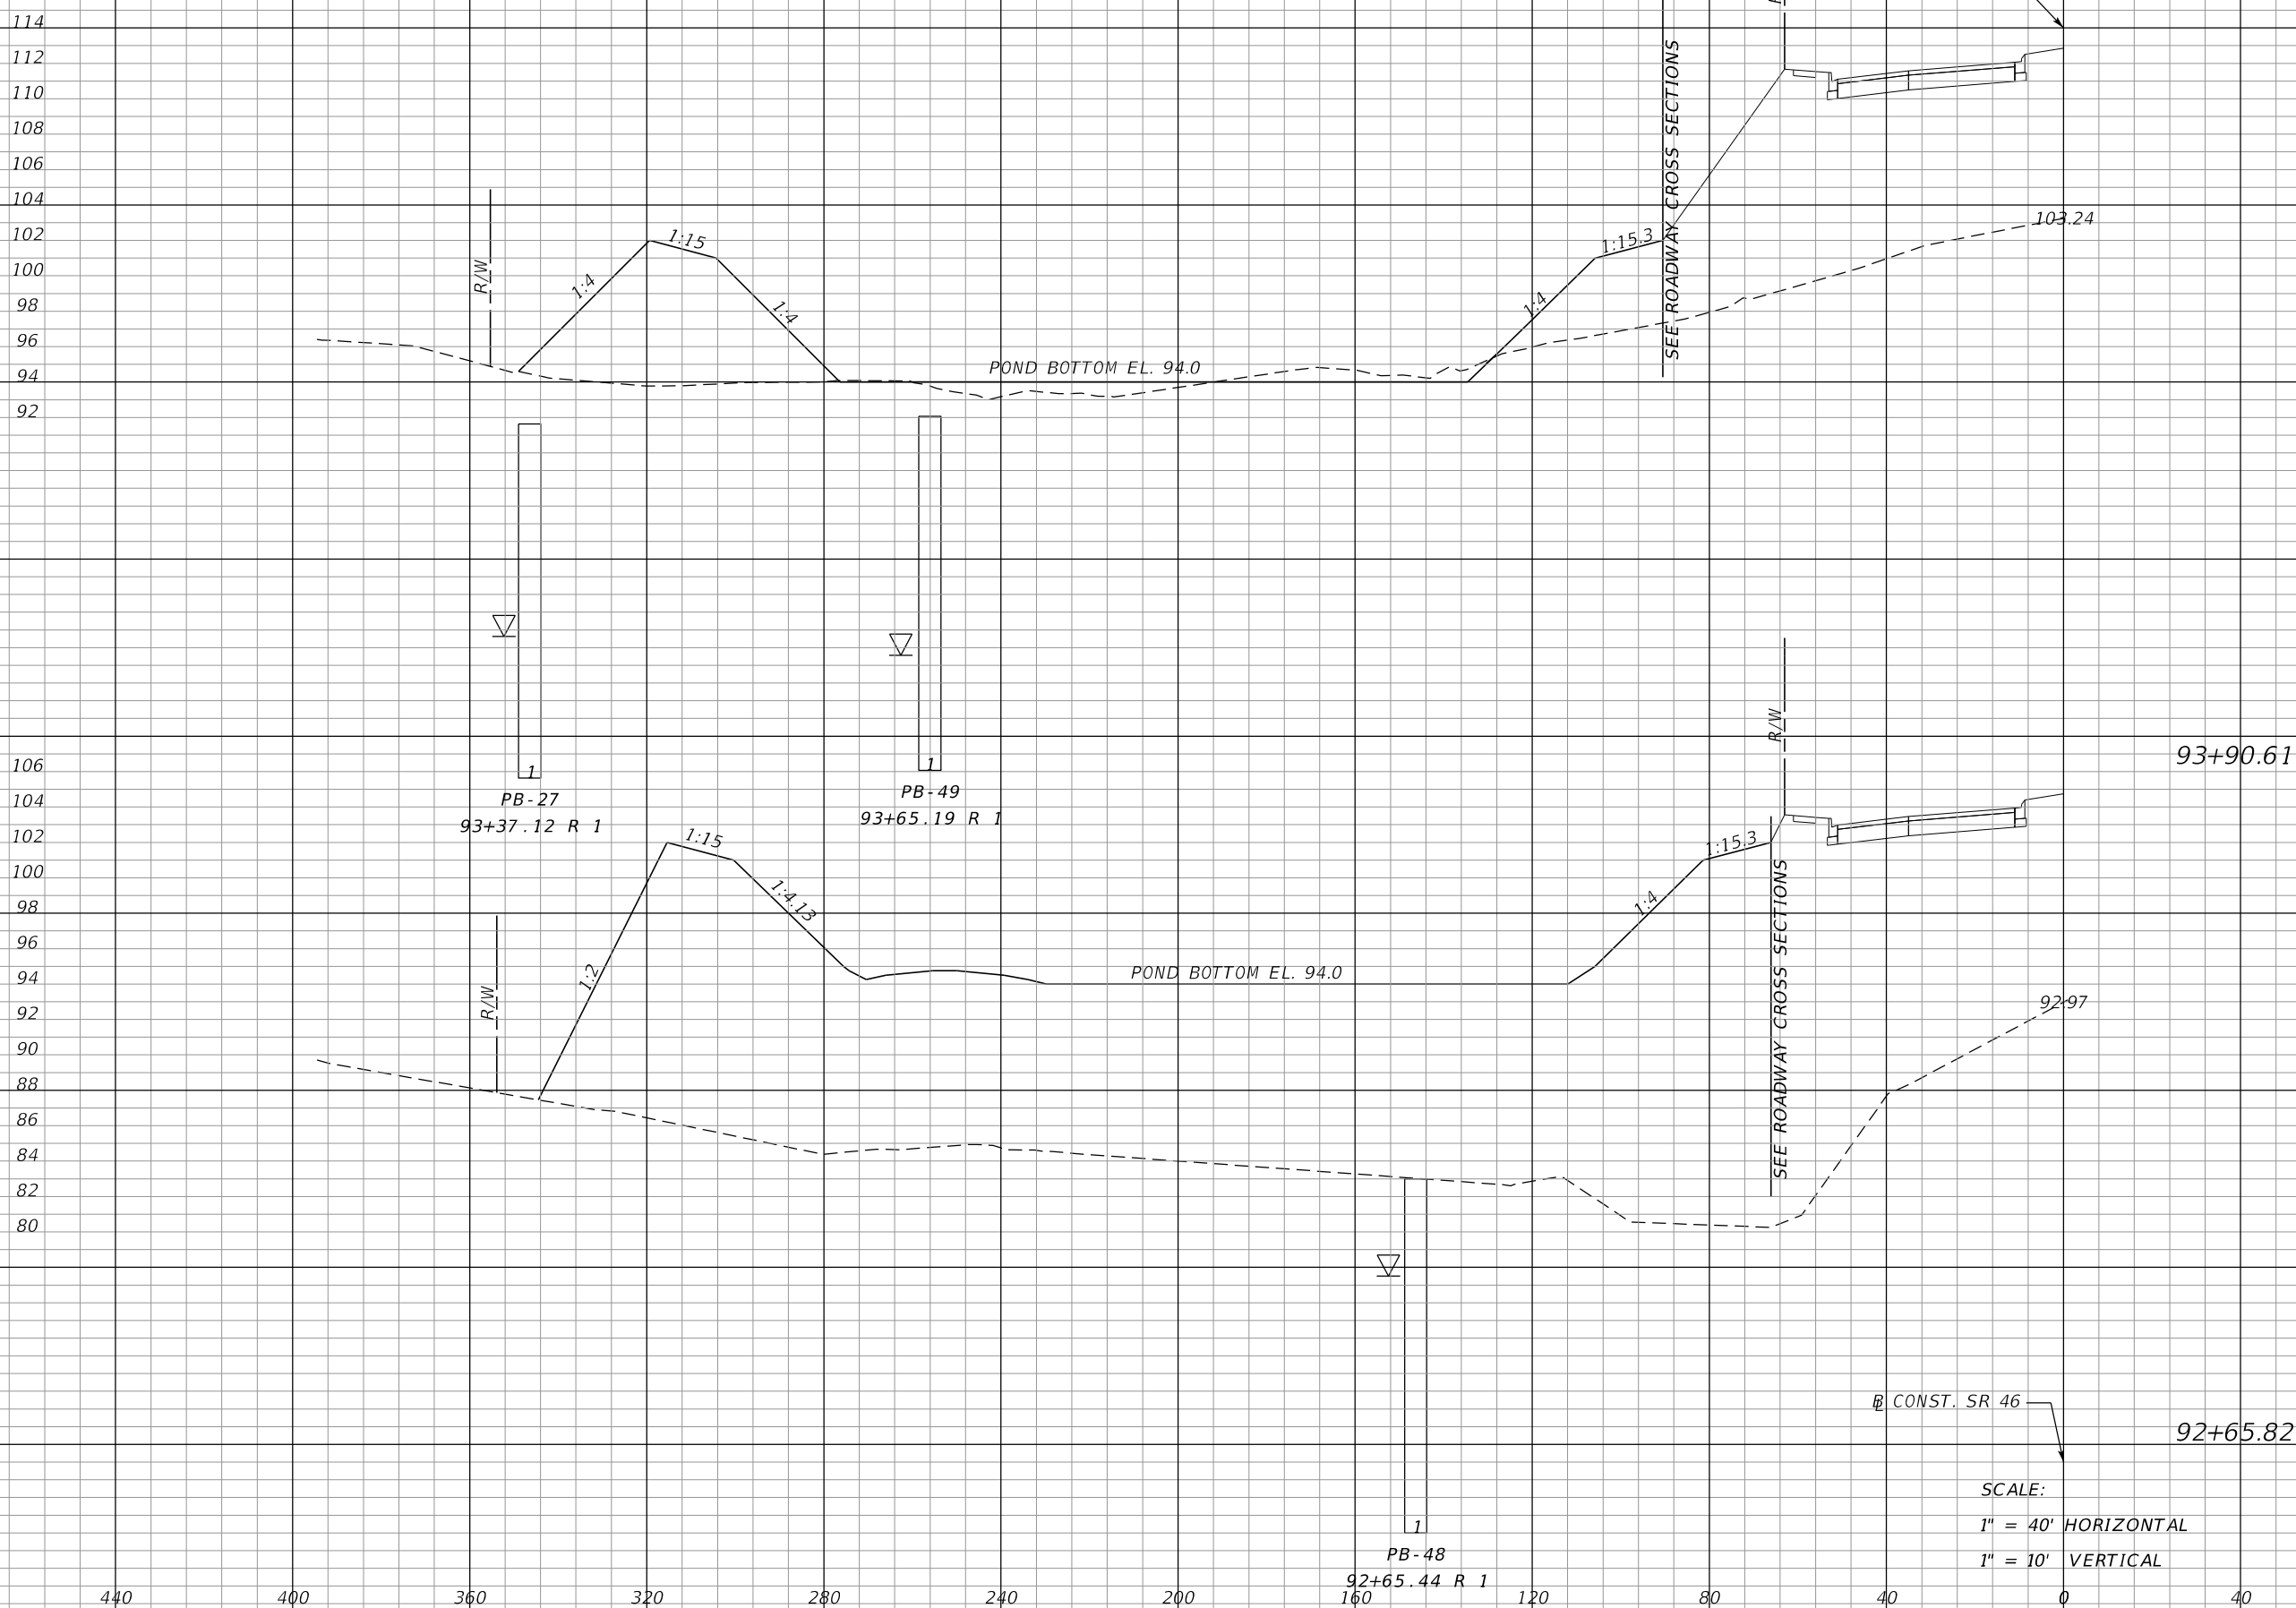 114
112
110
108
106
104
102
100
98
96
94
92
SEE ROADWAY CROSS SECTIONS
103.24
R/W
1:4
1:15
1:4
1:4
1:15.3
POND BOTTOM EL. 94.0
1
PB-27
93+37.12 R 1
1
PB-49
93+65.19 R 1
R/W
93+90.61
106
104
102
100
98
96
94
92
90
88
86
84
82
80
R/W
1:2
1:15
1:4.13
POND BOTTOM EL. 94.0
1:4
1:15.3
SEE ROADWAY CROSS SECTIONS
92.97
1
PB-48
92+65.44 R 1
BL CONST. SR 46
92+65.82
SCALE:
1" = 40' HORIZONTAL
1" = 10' VERTICAL
440 400 360 320 280 240 200 160 120 80 40 0 40